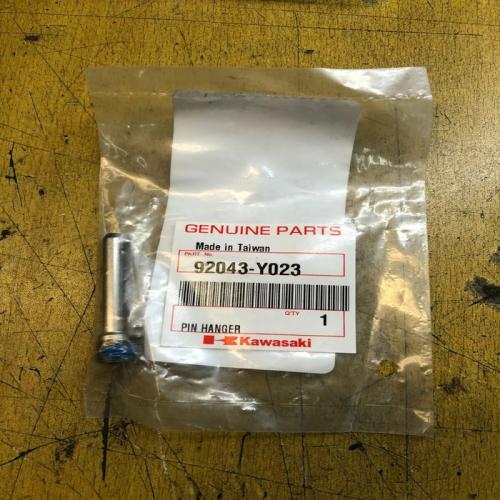 GENUINE PARTS
Made in Taiwan
PART. No.
92043-Y023
Q'TY 1
PIN HANGER
Kawasaki